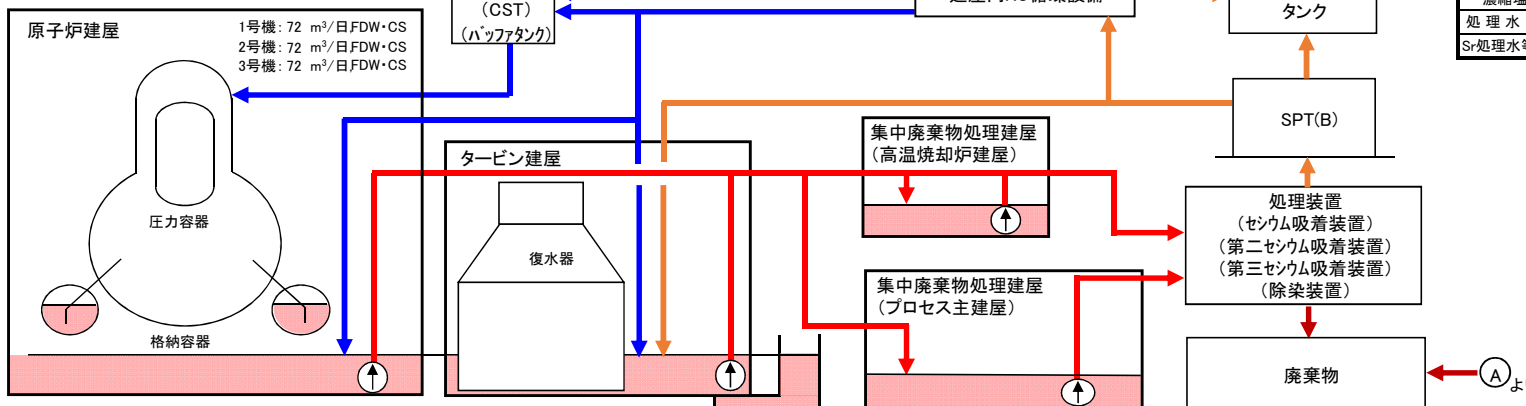 原子炉建屋
1号機: 72 m³/日,FDW・CS
2号機: 72 m³/日,FDW・CS
3号機: 72 m³/日,FDW・CS
(CST)
(バッファタンク)
タンク
処 理 水
Sr処理水等
SPT(B)
集中廃棄物処理建屋
(高温焼却炉建屋)
タービン建屋
圧力容器
復水器
格納容器
処理装置
(セシウム吸着装置)
(第二セシウム吸着装置)
(第三セシウム吸着装置)
(除染装置)
集中廃棄物処理建屋
(プロセス主建屋)
廃棄物
A よ